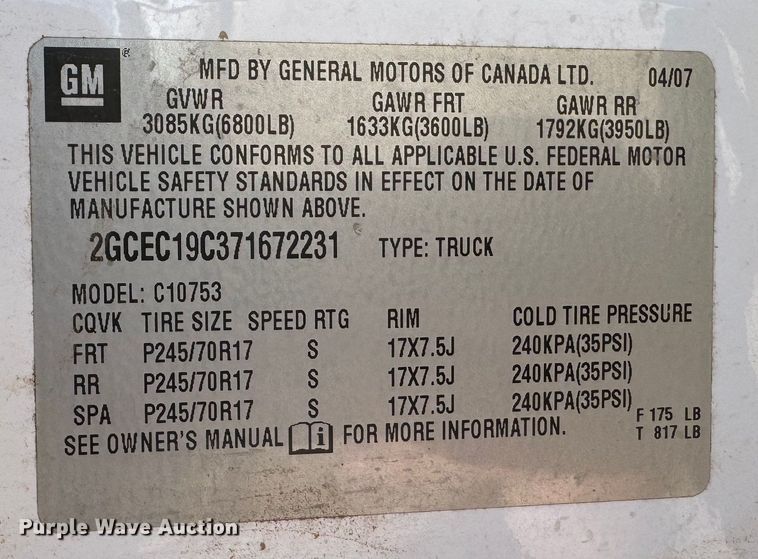 GM ® MFD BY GENERAL MOTORS OF CANADA LTD. 04/07
GVWR GAWR FRT GAWR RR
3085KG(6800LB) 1633KG(3600LB) 1792KG(3950LB)
THIS VEHICLE CONFORMS TO ALL APPLICABLE U.S. FEDERAL MOTOR
VEHICLE SAFETY STANDARDS IN EFFECT ON THE DATE OF
MANUFACTURE SHOWN ABOVE.
2GCEC19C371672231 TYPE: TRUCK
MODEL: C10753
CQVK TIRE SIZE SPEED RTG RIM COLD TIRE PRESSURE
FRT P245/70R17 S 17X7.5J 240KPA(35PSI)
RR P245/70R17 S 17X7.5J 240KPA(35PSI)
SPA P245/70R17 S 17X7.5J 240KPA(35PSI)
F 175 LB
SEE OWNER'S MANUAL i FOR MORE INFORMATION. T 817 LB
Purple Wave Auction